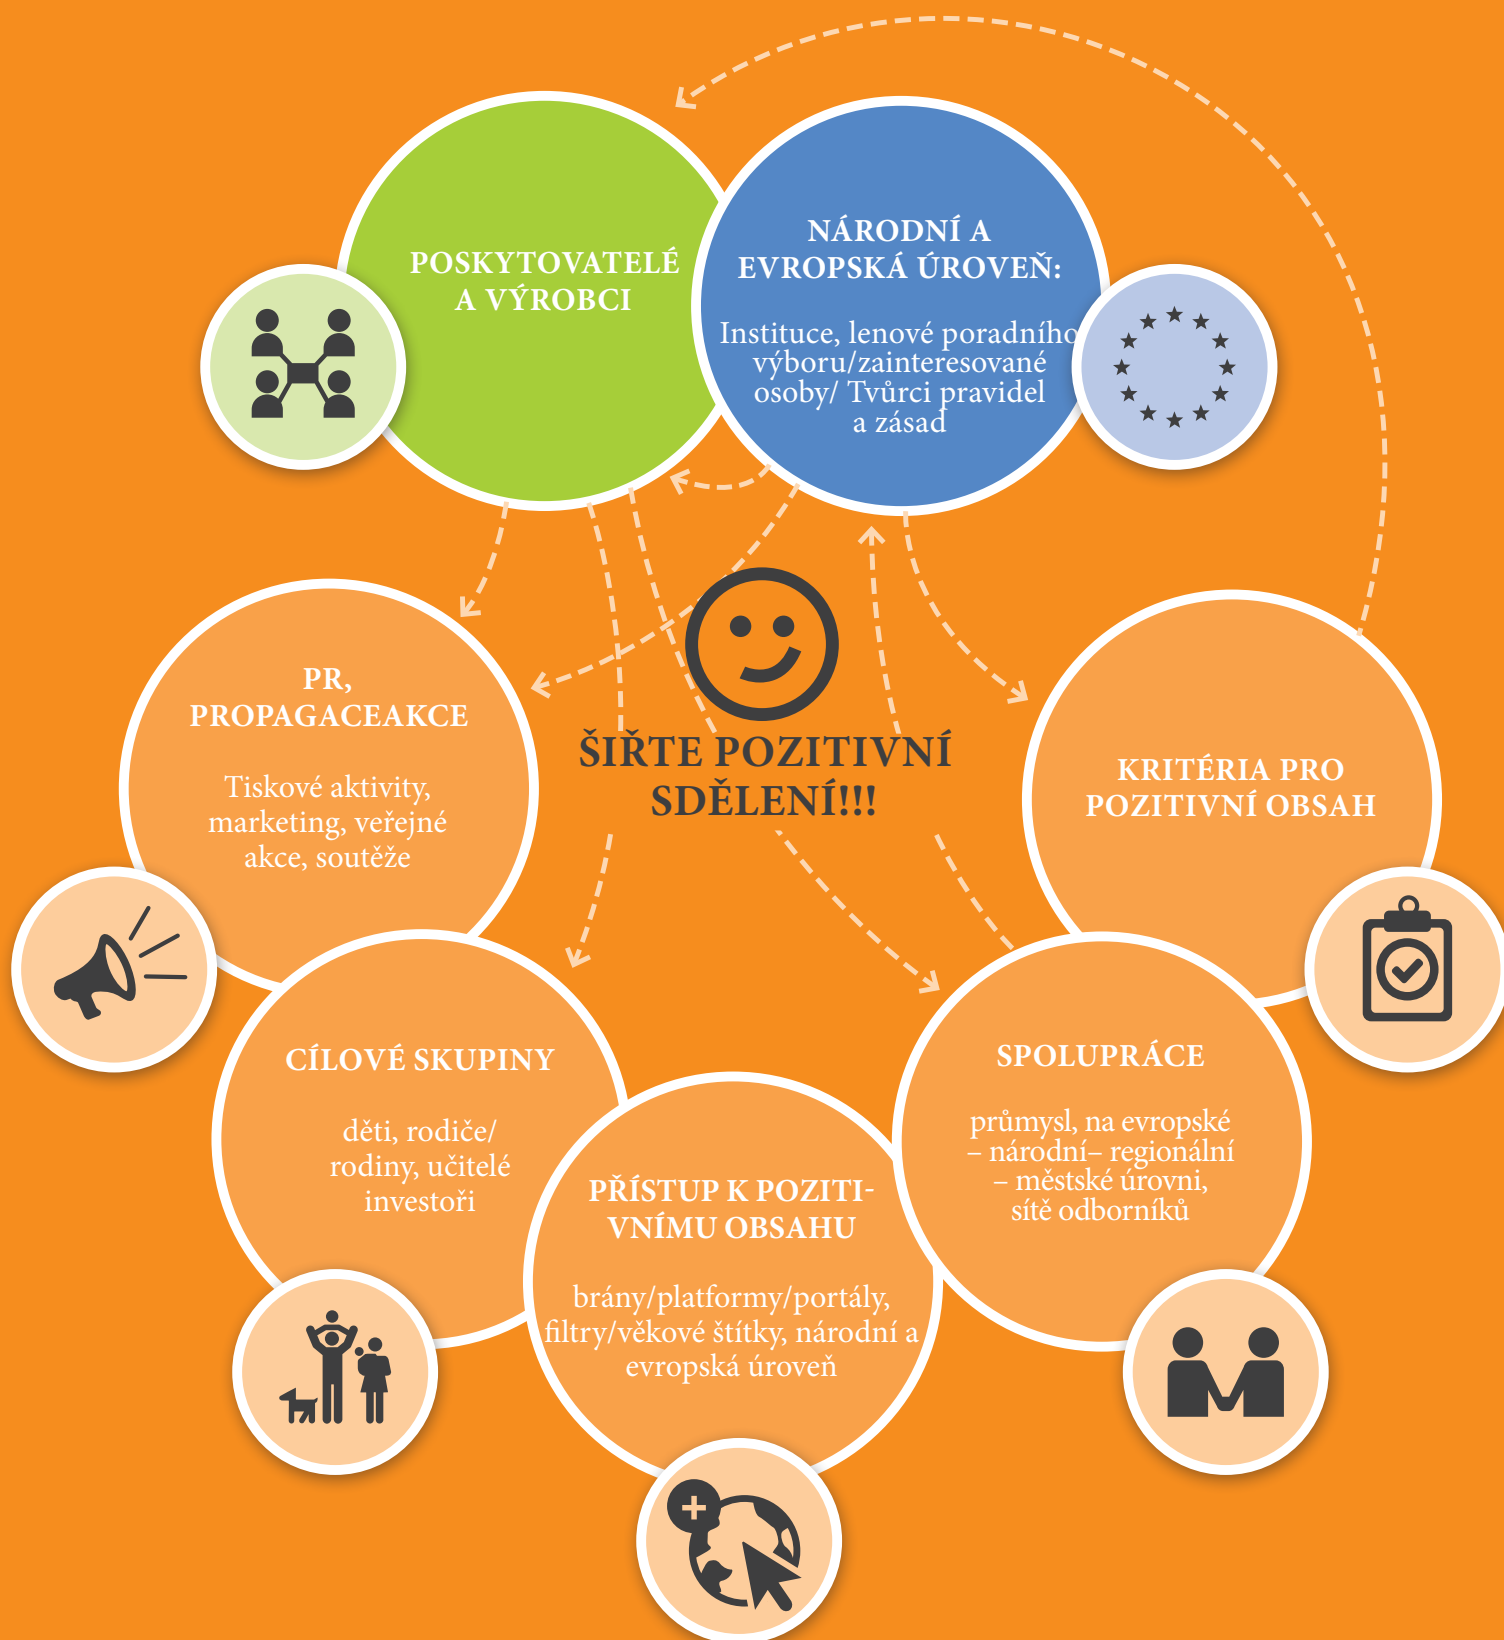 POSKYTOVATELÉ
A VÝROBCI
NÁRODNÍ A
EVROPSKÁ ÚROVEŇ:
Instituce, lenové poradního
výboru/zainteresované
osoby/ Tvůrci pravidel
a zásad
ŠIŘTE POZITIVNÍ
SDĚLENÍ!!!
PR,
PROPAGACEAKCE
Tiskové aktivity,
marketing, veřejné
akce, soutěže
KRITÉRIA PRO
POZITIVNÍ OBSAH
CÍLOVÉ SKUPINY
děti, rodiče/
rodiny, učitelé
investoři
PŘÍSTUP K POZITI-
VNÍMU OBSAHU
brány/platformy/portály,
filtry/věkové štítky, národní a
evropská úroveň
SPOLUPRÁCE
průmysl, na evropské
– národní– regionální
– městské úrovni,
sítě odborníků